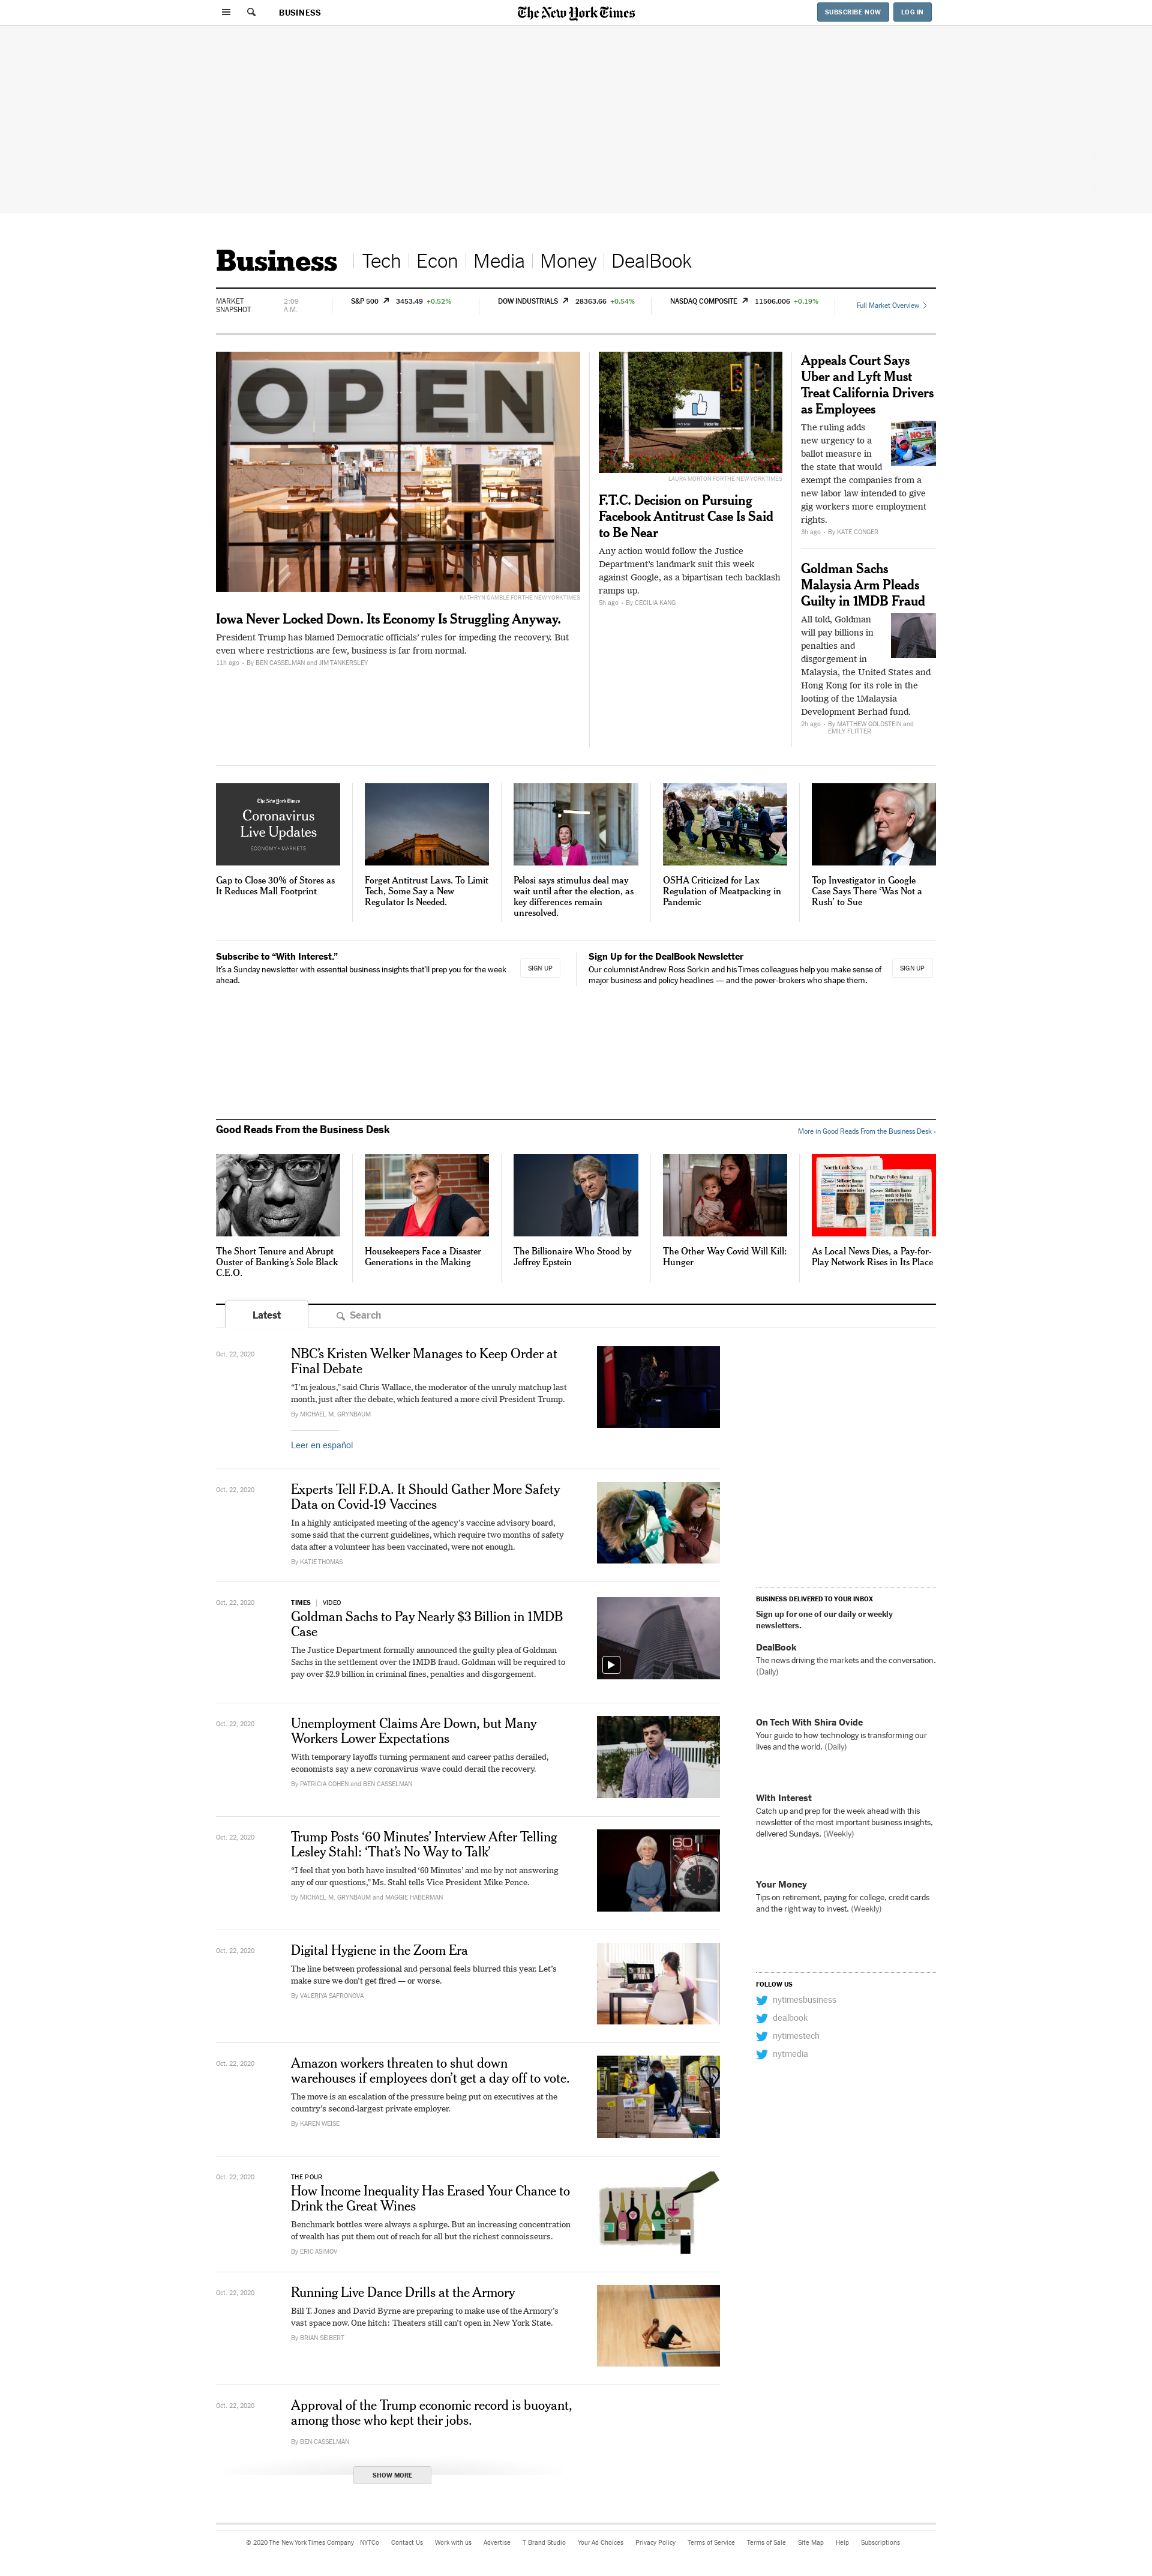 BUSINESS
The New York Times
SUBSCRIBE NOW
LOG IN
Business
Tech
Econ
Media
Money
DealBook
MARKET
SNAPSHOT
2:09
A.M.
S&P 500 3453.49 +0.52%
DOW INDUSTRIALS 28363.66 +0.54%
NASDAQ COMPOSITE 11506.006 +0.19%
Full Market Overview
OPEN
KATHRYN GAMBLE FOR THE NEW YORK TIMES
Iowa Never Locked Down. Its Economy Is Struggling Anyway.
President Trump has blamed Democratic officials’ rules for impeding the recovery. But
even where restrictions are few, business is far from normal.
11h ago · By BEN CASSELMAN and JIM TANKERSLEY
LAURA MORTON FOR THE NEW YORK TIMES
F.T.C. Decision on Pursuing
Facebook Antitrust Case Is Said
to Be Near
Any action would follow the Justice
Department’s landmark suit this week
against Google, as a bipartisan tech backlash
ramps up.
5h ago · By CECILIA KANG
Appeals Court Says
Uber and Lyft Must
Treat California Drivers
as Employees
The ruling adds
new urgency to a
ballot measure in
the state that would
exempt the companies from a
new labor law intended to give
gig workers more employment
rights.
3h ago · By KATE CONGER
Goldman Sachs
Malaysia Arm Pleads
Guilty in 1MDB Fraud
All told, Goldman
will pay billions in
penalties and
disgorgement in
Malaysia, the United States and
Hong Kong for its role in the
looting of the 1Malaysia
Development Berhad fund.
2h ago · By MATTHEW GOLDSTEIN and
EMILY FLITTER
The New York Times
Coronavirus
Live Updates
ECONOMY • MARKETS
Gap to Close 30% of Stores as
It Reduces Mall Footprint
Forget Antitrust Laws. To Limit
Tech, Some Say a New
Regulator Is Needed.
Pelosi says stimulus deal may
wait until after the election, as
key differences remain
unresolved.
OSHA Criticized for Lax
Regulation of Meatpacking in
Pandemic
Top Investigator in Google
Case Says There ‘Was Not a
Rush’ to Sue
Subscribe to “With Interest.”
It’s a Sunday newsletter with essential business insights that’ll prep you for the week
ahead.
SIGN UP
Sign Up for the DealBook Newsletter
Our columnist Andrew Ross Sorkin and his Times colleagues help you make sense of
major business and policy headlines — and the power-brokers who shape them.
SIGN UP
Good Reads From the Business Desk
More in Good Reads From the Business Desk ›
North Cook News
DuPage Policy Journal
The Short Tenure and Abrupt
Ouster of Banking’s Sole Black
C.E.O.
Housekeepers Face a Disaster
Generations in the Making
The Billionaire Who Stood by
Jeffrey Epstein
The Other Way Covid Will Kill:
Hunger
As Local News Dies, a Pay-for-
Play Network Rises in Its Place
Latest
Search
Oct. 22, 2020
NBC’s Kristen Welker Manages to Keep Order at
Final Debate
“I’m jealous,” said Chris Wallace, the moderator of the unruly matchup last
month, just after the debate, which featured a more civil President Trump.
By MICHAEL M. GRYNBAUM
Leer en español
Oct. 22, 2020
Experts Tell F.D.A. It Should Gather More Safety
Data on Covid-19 Vaccines
In a highly anticipated meeting of the agency’s vaccine advisory board,
some said that the current guidelines, which require two months of safety
data after a volunteer has been vaccinated, were not enough.
By KATIE THOMAS
Oct. 22, 2020
TIMES | VIDEO
Goldman Sachs to Pay Nearly $3 Billion in 1MDB
Case
The Justice Department formally announced the guilty plea of Goldman
Sachs in the settlement over the 1MDB fraud. Goldman will be required to
pay over $2.9 billion in criminal fines, penalties and disgorgement.
Oct. 22, 2020
Unemployment Claims Are Down, but Many
Workers Lower Expectations
With temporary layoffs turning permanent and career paths derailed,
economists say a new coronavirus wave could derail the recovery.
By PATRICIA COHEN and BEN CASSELMAN
Oct. 22, 2020
Trump Posts ‘60 Minutes’ Interview After Telling
Lesley Stahl: ‘That’s No Way to Talk’
“I feel that you both have insulted ‘60 Minutes’ and me by not answering
any of our questions,” Ms. Stahl tells Vice President Mike Pence.
By MICHAEL M. GRYNBAUM and MAGGIE HABERMAN
60
Oct. 22, 2020
Digital Hygiene in the Zoom Era
The line between professional and personal feels blurred this year. Let’s
make sure we don’t get fired — or worse.
By VALERIYA SAFRONOVA
Oct. 22, 2020
Amazon workers threaten to shut down
warehouses if employees don’t get a day off to vote.
The move is an escalation of the pressure being put on executives at the
country’s second-largest private employer.
By KAREN WEISE
Oct. 22, 2020
THE POUR
How Income Inequality Has Erased Your Chance to
Drink the Great Wines
Benchmark bottles were always a splurge. But an increasing concentration
of wealth has put them out of reach for all but the richest connoisseurs.
By ERIC ASIMOV
Oct. 22, 2020
Running Live Dance Drills at the Armory
Bill T. Jones and David Byrne are preparing to make use of the Armory’s
vast space now. One hitch: Theaters still can’t open in New York State.
By BRIAN SEIBERT
Oct. 22, 2020
Approval of the Trump economic record is buoyant,
among those who kept their jobs.
By BEN CASSELMAN
SHOW MORE
BUSINESS DELIVERED TO YOUR INBOX
Sign up for one of our daily or weekly
newsletters.
DealBook
The news driving the markets and the conversation.
(Daily)
On Tech With Shira Ovide
Your guide to how technology is transforming our
lives and the world. (Daily)
With Interest
Catch up and prep for the week ahead with this
newsletter of the most important business insights,
delivered Sundays. (Weekly)
Your Money
Tips on retirement, paying for college, credit cards
and the right way to invest. (Weekly)
FOLLOW US
nytimesbusiness
dealbook
nytimestech
nytmedia
© 2020 The New York Times Company NYTCo Contact Us Work with us Advertise T Brand Studio Your Ad Choices Privacy Policy Terms of Service Terms of Sale Site Map Help Subscriptions